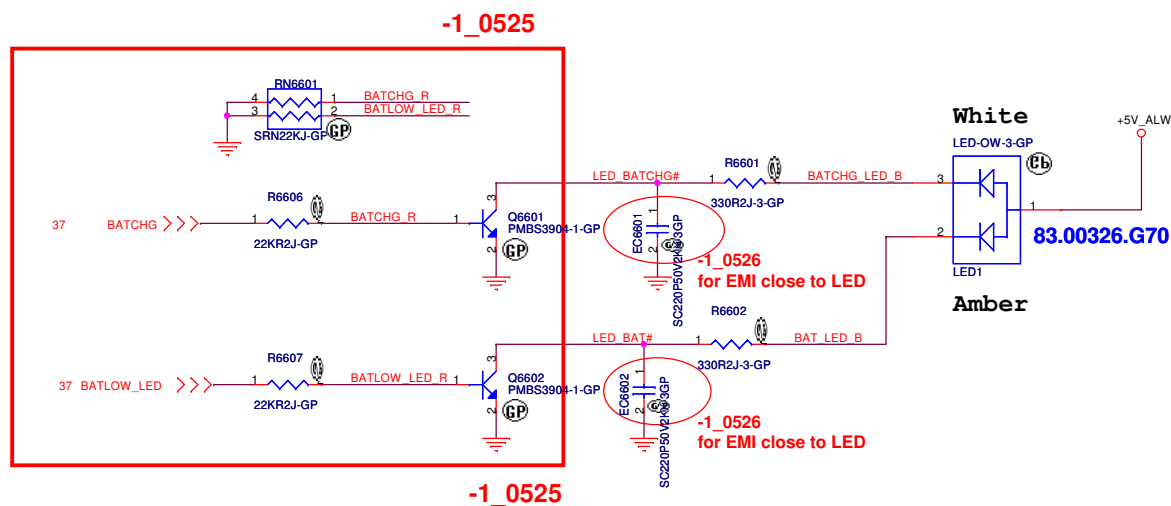 -1_0525
RN6601
4 1 BATCHG_R
3 2 BATLOW_LED_R
SRN22KJ-GP GP
White
+5V_ALW
LED-OW-3-GP
LED_BATCHG# R6601 BATCHG_LED_B
1 2 3
330R2J-3-GP
R6606
37 BATCHG 1 2 BATCHG_R 1
22KR2J-GP
3
Q6601
PMBS3904-1-GP
2 GP
1
EC6601
2
SC220P50V2KX-3GP
-1_0526
for EMI close to LED
1
83.00326.G70
2
LED1
Amber
LED_BAT# R6602 BAT_LED_B
1 2
330R2J-3-GP
R6607
37 BATLOW_LED 1 2 BATLOW_LED_R 1
22KR2J-GP
3
Q6602
PMBS3904-1-GP
2 GP
1
EC6602
2
SC220P50V2KX-3GP
-1_0526
for EMI close to LED
-1_0525